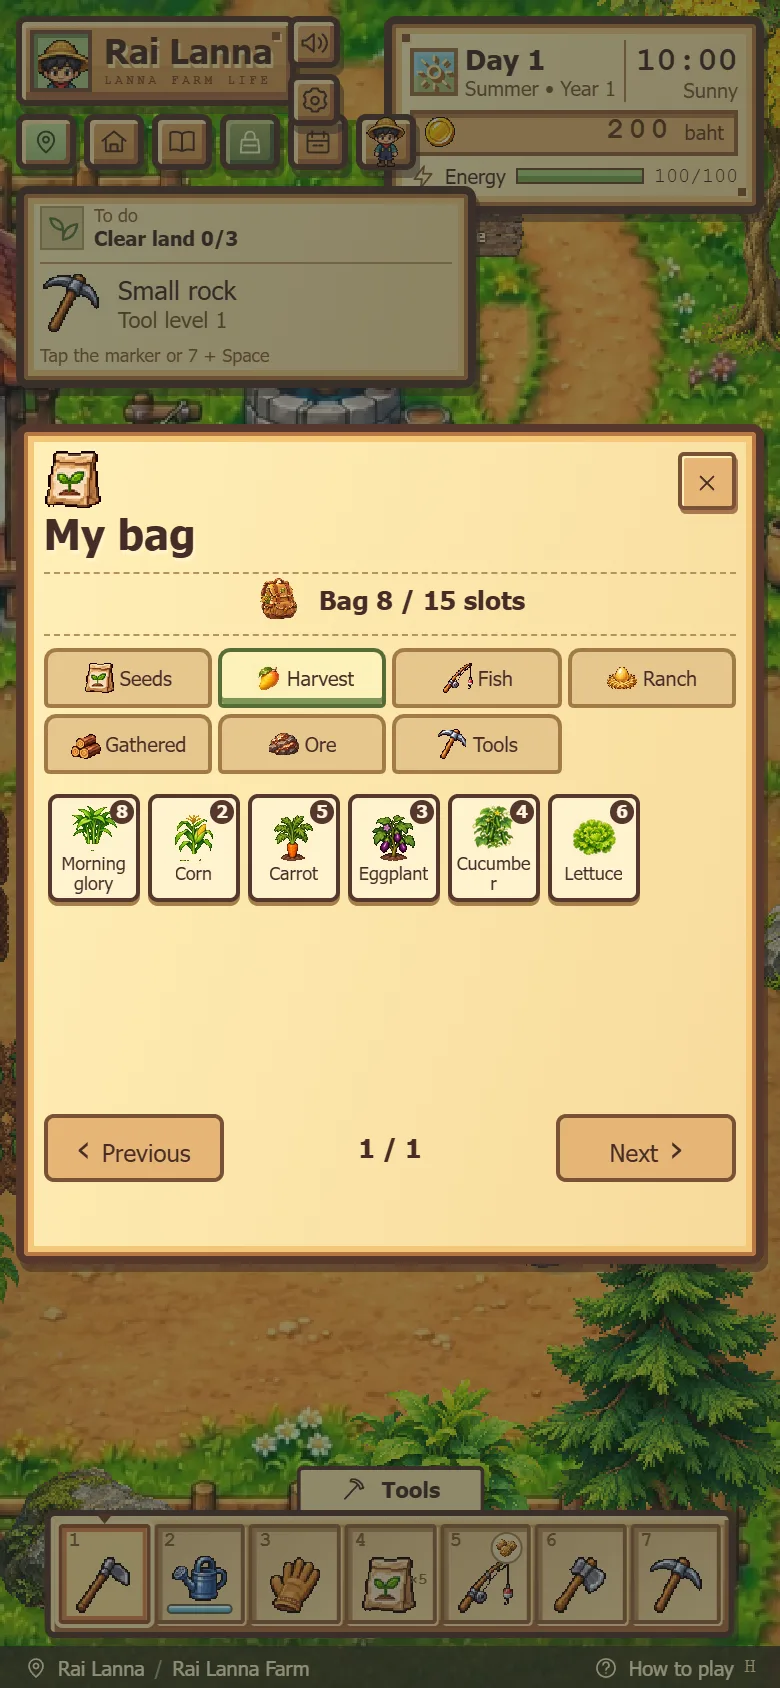 Rai Lanna
LANNA FARM LIFE
Day 1
Summer • Year 1
10:00
Sunny
200 baht
Energy 100/100
To do
Clear land 0/3
Small rock
Tool level 1
Tap the marker or 7 + Space
My bag
Bag 8 / 15 slots
Seeds
Harvest
Fish
Ranch
Gathered
Ore
Tools
8
Morning
glory
2
Corn
5
Carrot
3
Eggplant
4
Cucumbe
r
6
Lettuce
Previous
1 / 1
Next
Tools
1
2
3
4
x5
5
6
7
Rai Lanna / Rai Lanna Farm
How to play H